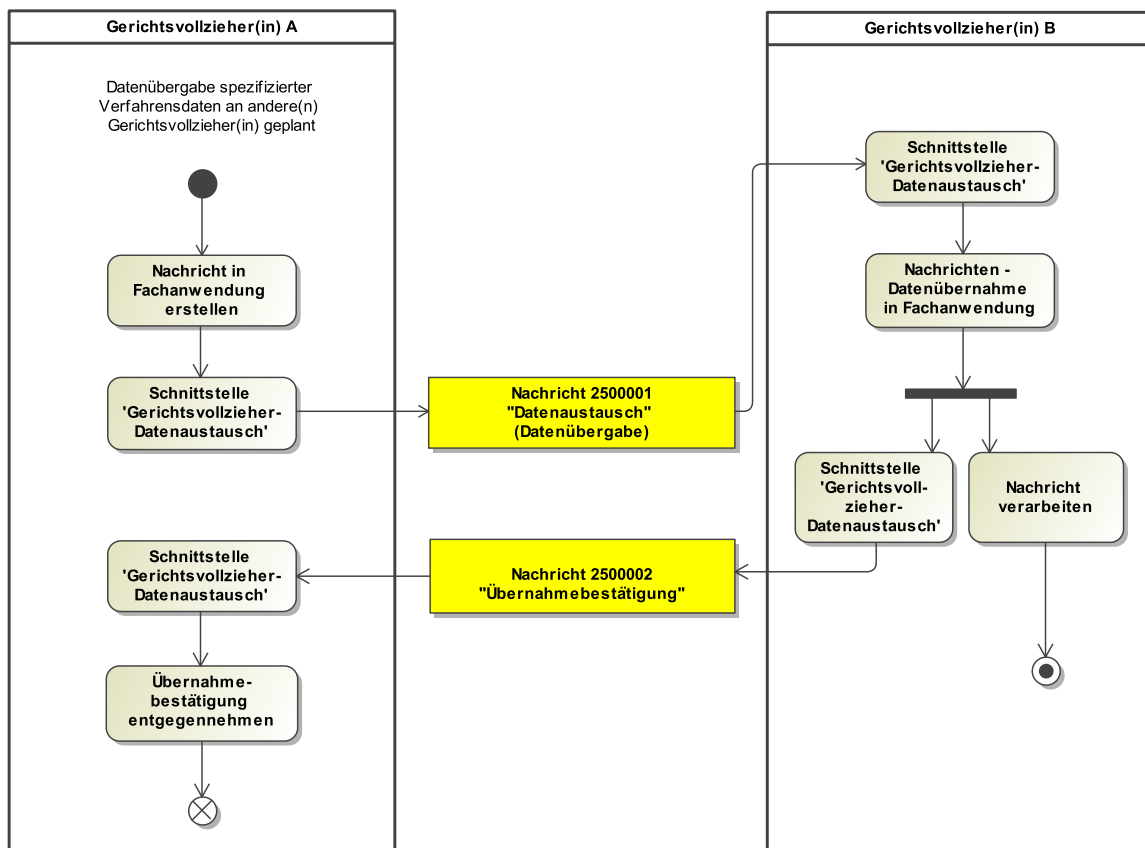 Gerichtsvollzieher(in) A
Datenübergabe spezifizierter
Verfahrensdaten an andere(n)
Gerichtsvollzieher(in) geplant
Nachricht in
Fachanwendung
erstellen
Schnittstelle
'Gerichtsvollzieher-
Datenaustausch'
Nachricht 2500001
"Datenaustausch"
(Datenübergabe)
Gerichtsvollzieher(in) B
Schnittstelle
'Gerichtsvollzieher-
Datenaustausch'
Nachrichten -
Datenübernahme
in Fachanwendung
Schnittstelle
'Gerichtsvoll-
zieher-
Datenaustausch'
Nachricht
verarbeiten
Nachricht 2500002
"Übernahmebestätigung"
Schnittstelle
'Gerichtsvollzieher-
Datenaustausch'
Übernahme-
bestätigung
entgegennehmen